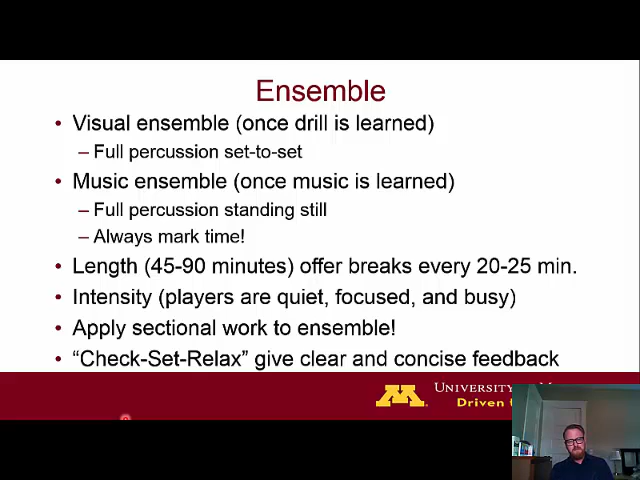 Ensemble
• Visual ensemble (once drill is learned)
– Full percussion set-to-set
• Music ensemble (once music is learned)
– Full percussion standing still
– Always mark time!
• Length (45-90 minutes) offer breaks every 20-25 min.
• Intensity (players are quiet, focused, and busy)
• Apply sectional work to ensemble!
• “Check-Set-Relax” give clear and concise feedback
M
University
Driven